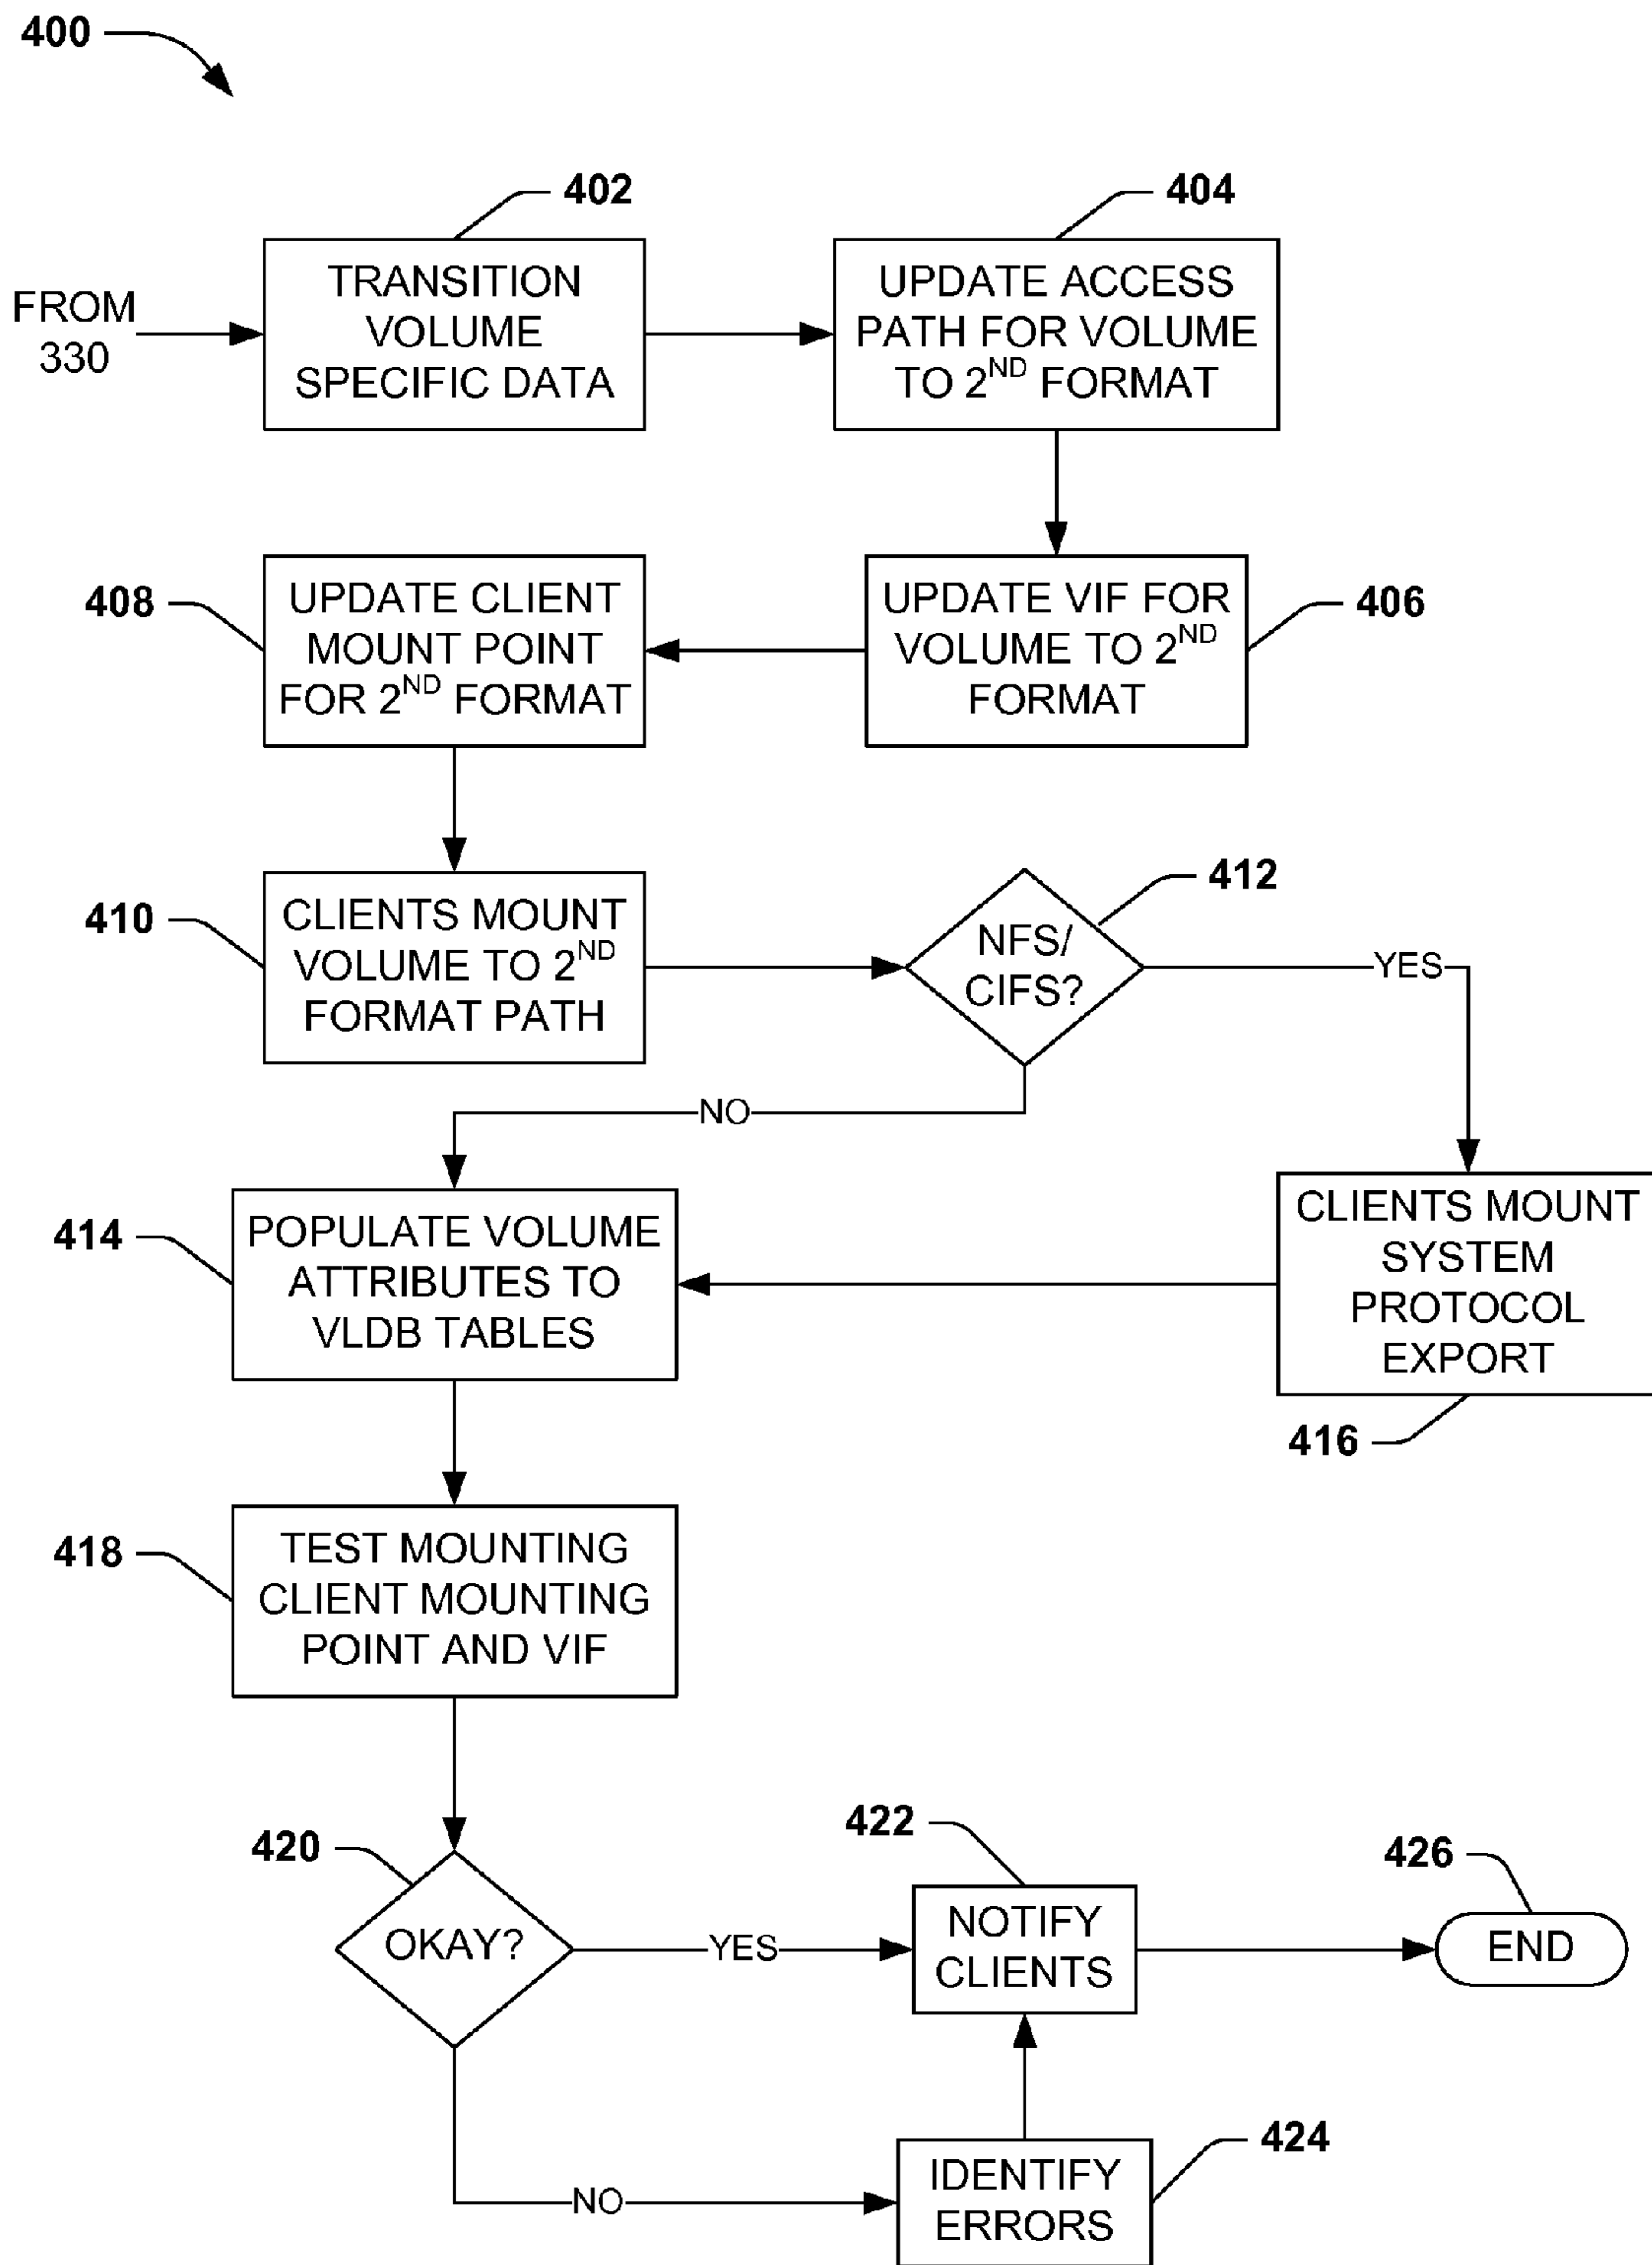 400
402
404
FROM
330
TRANSITION
VOLUME
SPECIFIC DATA
UPDATE ACCESS
PATH FOR VOLUME
TO 2ND FORMAT
408
UPDATE CLIENT
MOUNT POINT
FOR 2ND FORMAT
UPDATE VIF FOR
VOLUME TO 2ND
FORMAT
406
410
CLIENTS MOUNT
VOLUME TO 2ND
FORMAT PATH
412
NFS/
CIFS?
YES
NO
414
POPULATE VOLUME
ATTRIBUTES TO
VLDB TABLES
CLIENTS MOUNT
SYSTEM
PROTOCOL
EXPORT
416
418
TEST MOUNTING
CLIENT MOUNTING
POINT AND VIF
420
OKAY?
YES
422
NOTIFY
CLIENTS
426
END
NO
424
IDENTIFY
ERRORS